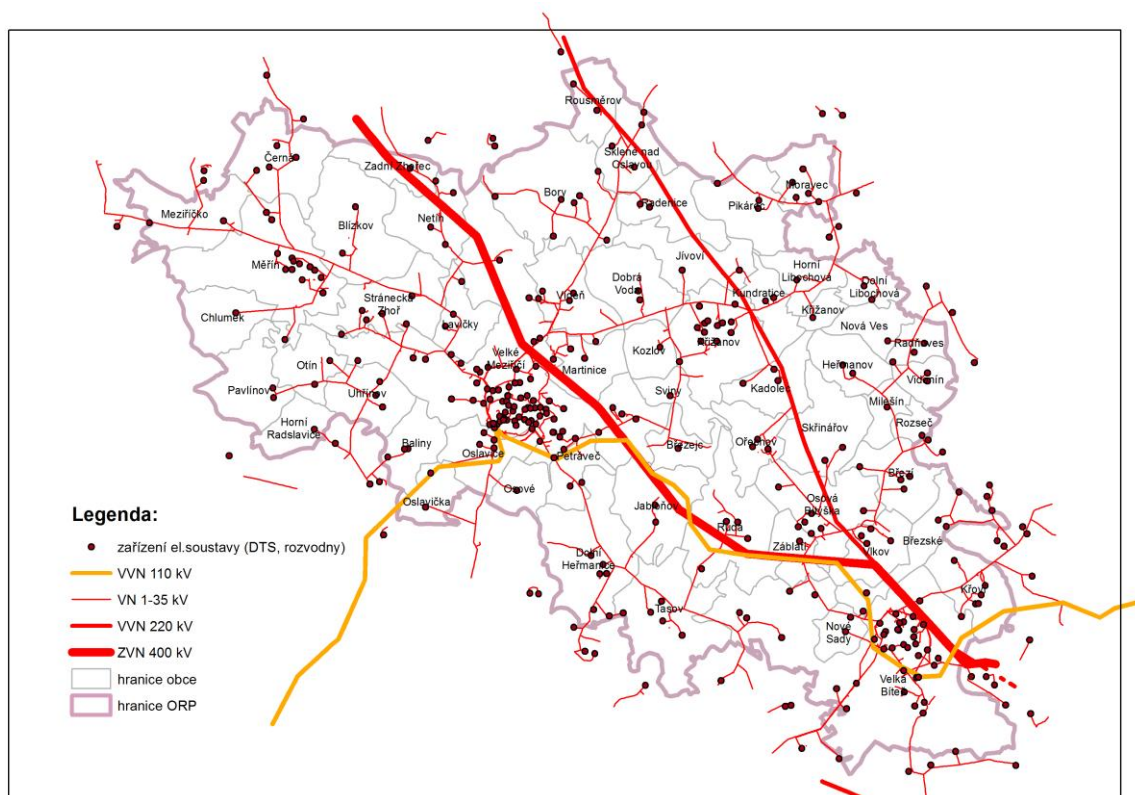 Rousměrov
Sklené nad
Oslavou
Černá
Zadní Zhořec
Moravec
Bory
Radenice
Pikárec
Meziříčko
Netín
Blízkov
Jívoví
Horní
Libochová
Měřín
Dobrá
Voda
Dolní
Libochová
Vídeň
Kundratice
Stránecká
Zhoř
Křižanov
Chlumek
Lavičky
Nová Ves
Křižanov
Radňoves
Kozlov
Velké
Meziříčí
Martinice
Otín
Heřmanov
Vidonín
Kadolec
Pavlínov
Uhřínov
Sviny
Milešín
Rozseč
Horní
Radslavice
Skřinářov
Baliny
Březejc
Ořechov
Oslavice
Petráveč
Březí
Osové
Oslavička
Jabloňov
Osová
Bítýška
Ruda
Březské
Záblatí
Vlkov
Dolní
Heřmanice
Křoví
Tasov
Nové
Sady
Velká
Bíteš
Legenda:
zařízení el.soustavy (DTS, rozvodny)
VVN 110 kV
VN 1-35 kV
VVN 220 kV
ZVN 400 kV
hranice obce
hranice ORP